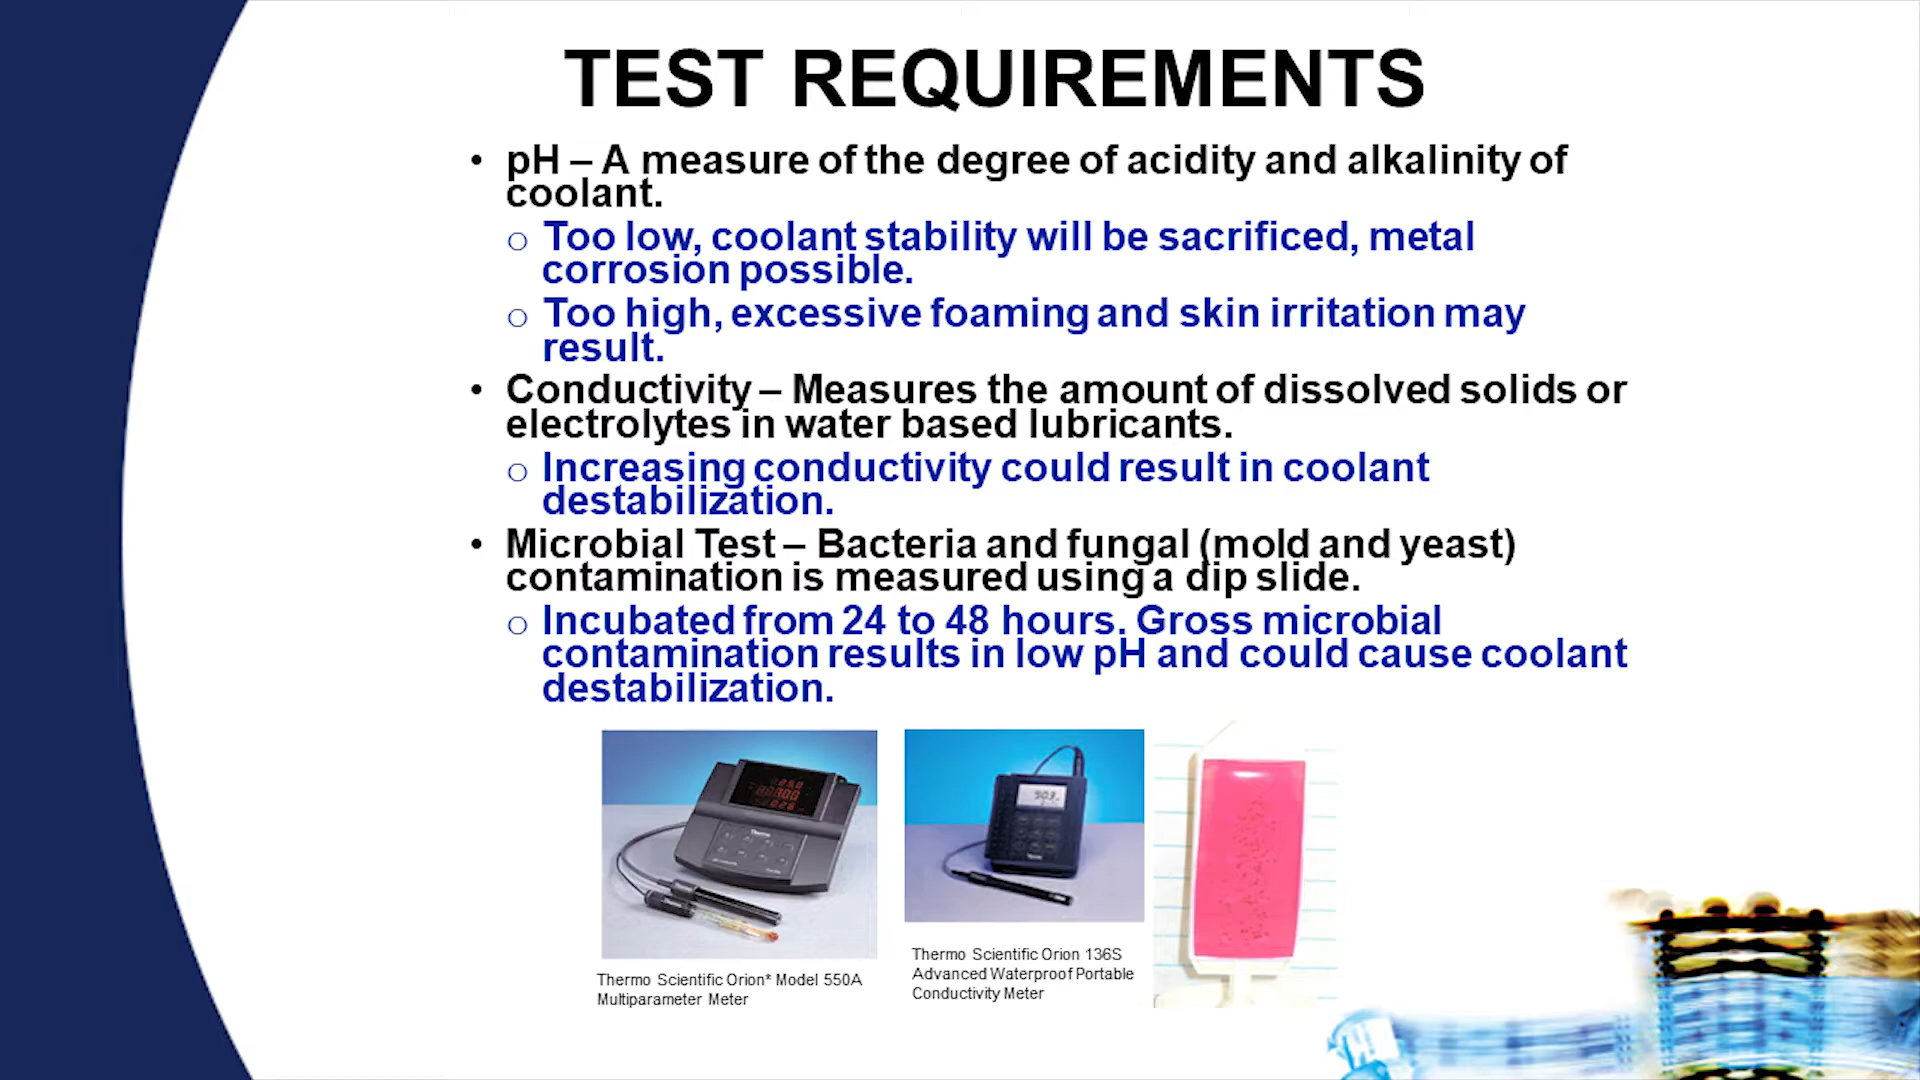 TEST REQUIREMENTS
• pH – A measure of the degree of acidity and alkalinity of
coolant.
o Too low, coolant stability will be sacrificed, metal
corrosion possible.
o Too high, excessive foaming and skin irritation may
result.
• Conductivity – Measures the amount of dissolved solids or
electrolytes in water based lubricants.
o Increasing conductivity could result in coolant
destabilization.
• Microbial Test – Bacteria and fungal (mold and yeast)
contamination is measured using a dip slide.
o Incubated from 24 to 48 hours. Gross microbial
contamination results in low pH and could cause coolant
destabilization.
Thermo Scientific Orion* Model 550A
Multiparameter Meter
Thermo Scientific Orion 136S
Advanced Waterproof Portable
Conductivity Meter